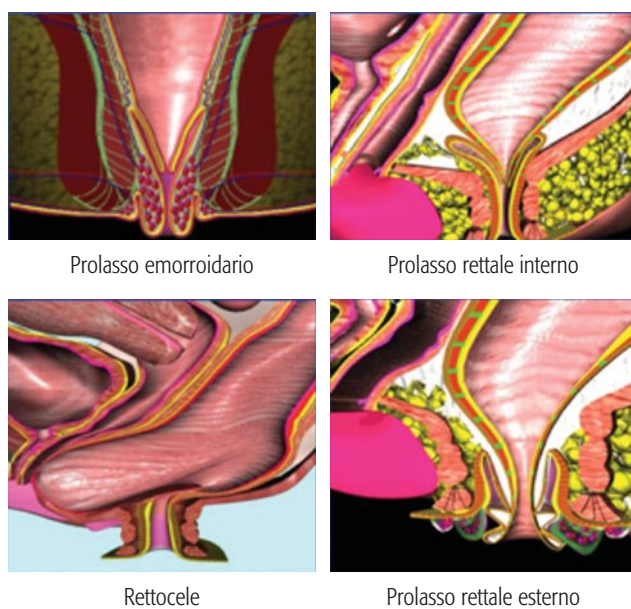 Prolasso emorroidario
Prolasso rettale interno
Rettocele
Prolasso rettale esterno